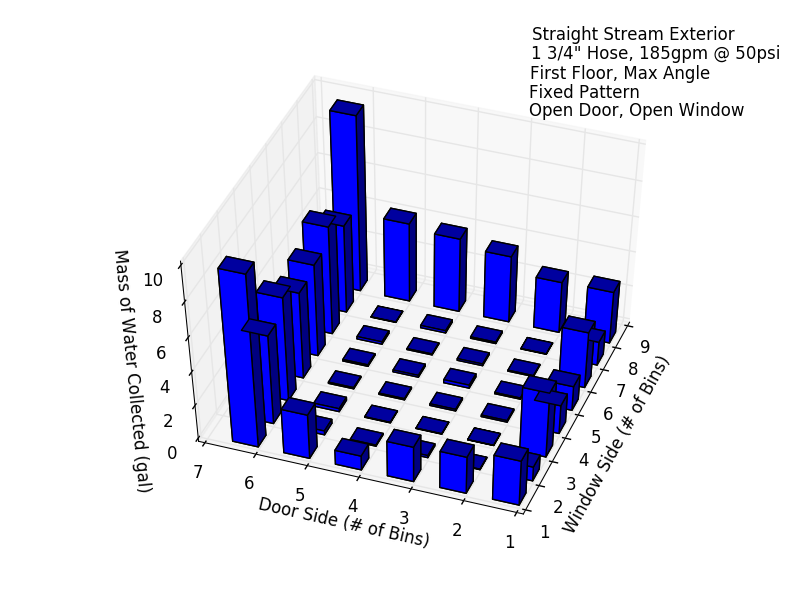 Straight Stream Exterior
1 3/4" Hose, 185gpm @ 50psi
First Floor, Max Angle
Fixed Pattern
Open Door, Open Window
Mass of Water Collected (gal)
10
8
6
4
2
0
7
6
5
4
3
2
1
Door Side (# of Bins)
1
2
3
4
5
6
7
8
9
Window Side (# of Bins)